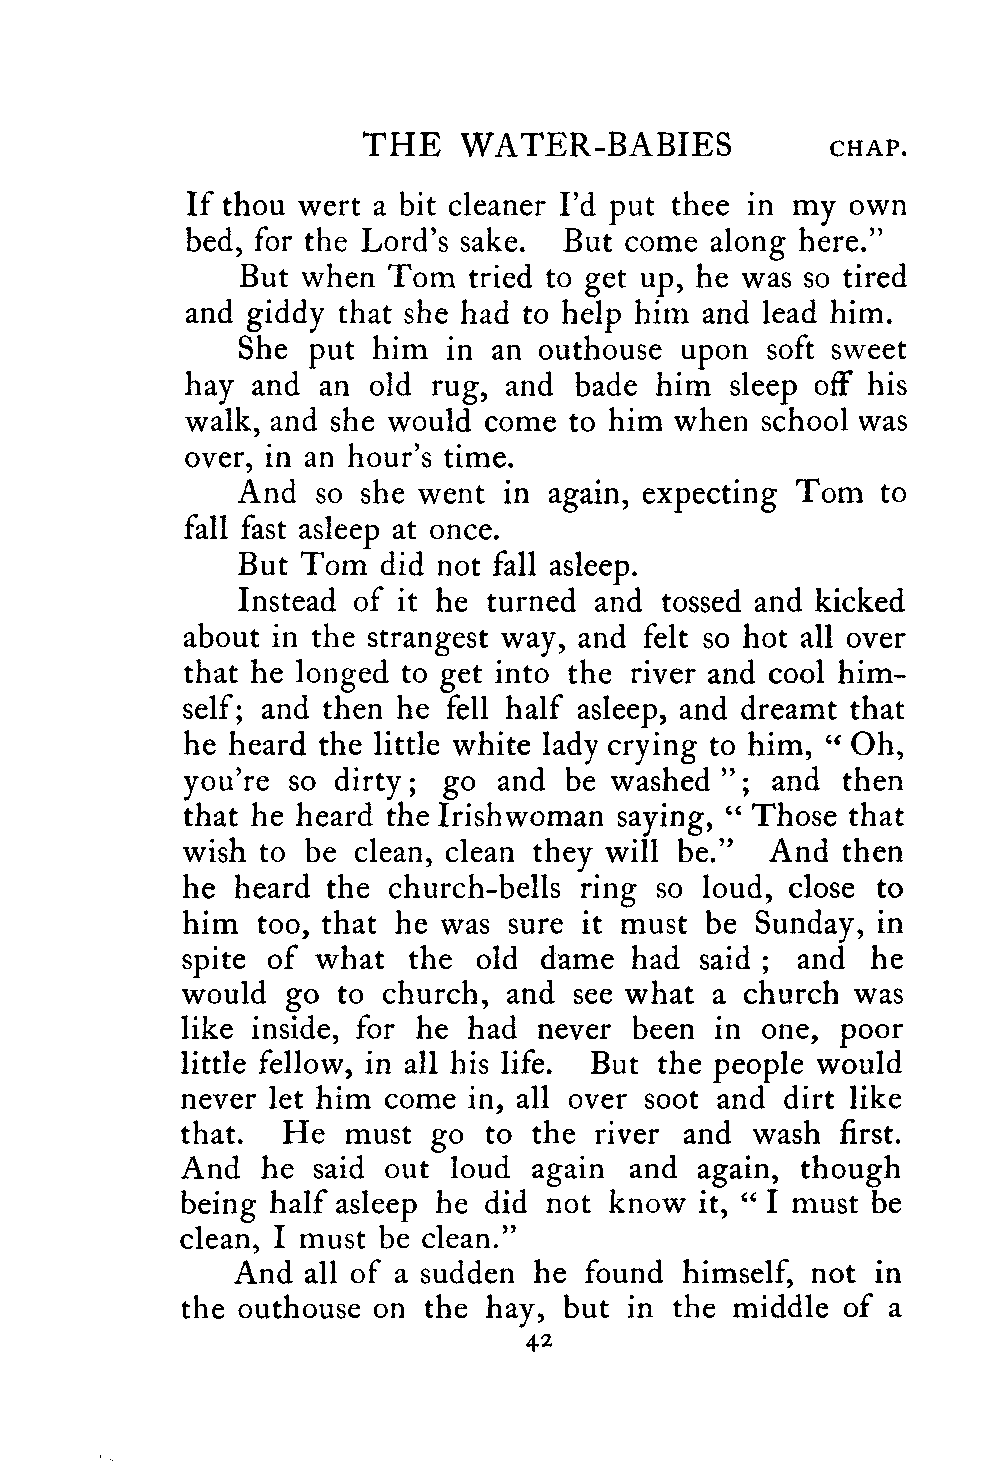 THE WATER-BABIES CHAP.
If thou wert a bit cleaner I'd put thee in my own
bed, for the Lord's sake. But come along here."
But when Tom tried to get up, he was so tired
and giddy that she had to help him and lead him.
She put him in an outhouse upon soft sweet
hay and an old rug, and bade him sleep off his
walk, and she would come to him when school was
over, in an hour's time.
And so she went in again, expecting Tom to
fall fast asleep at once.
But Tom did not fall asleep.
Instead of it he turned and tossed and kicked
about in the strangest way, and felt so hot all over
that he longed to get into the river and cool him-
self; and then he fell half asleep, and dreamt that
he heard the little white lady crying to him, "Oh,
you're so dirty; go and be washed"; and then
that he heard the Irishwoman saying, "Those that
wish to be clean, clean they will be." And then
he heard the church-bells ring so loud, close to
him too, that he was sure it must be Sunday, in
spite of what the old dame had said; and he
would go to church, and see what a church was
like inside, for he had never been in one, poor
little fellow, in all his life. But the people would
never let him come in, all over soot and dirt like
that. He must go to the river and wash first.
And he said out loud again and again, though
being half asleep he did not know it, "I must be
clean, I must be clean."
And all of a sudden he found himself, not in
the outhouse on the hay, but in the middle of a
42